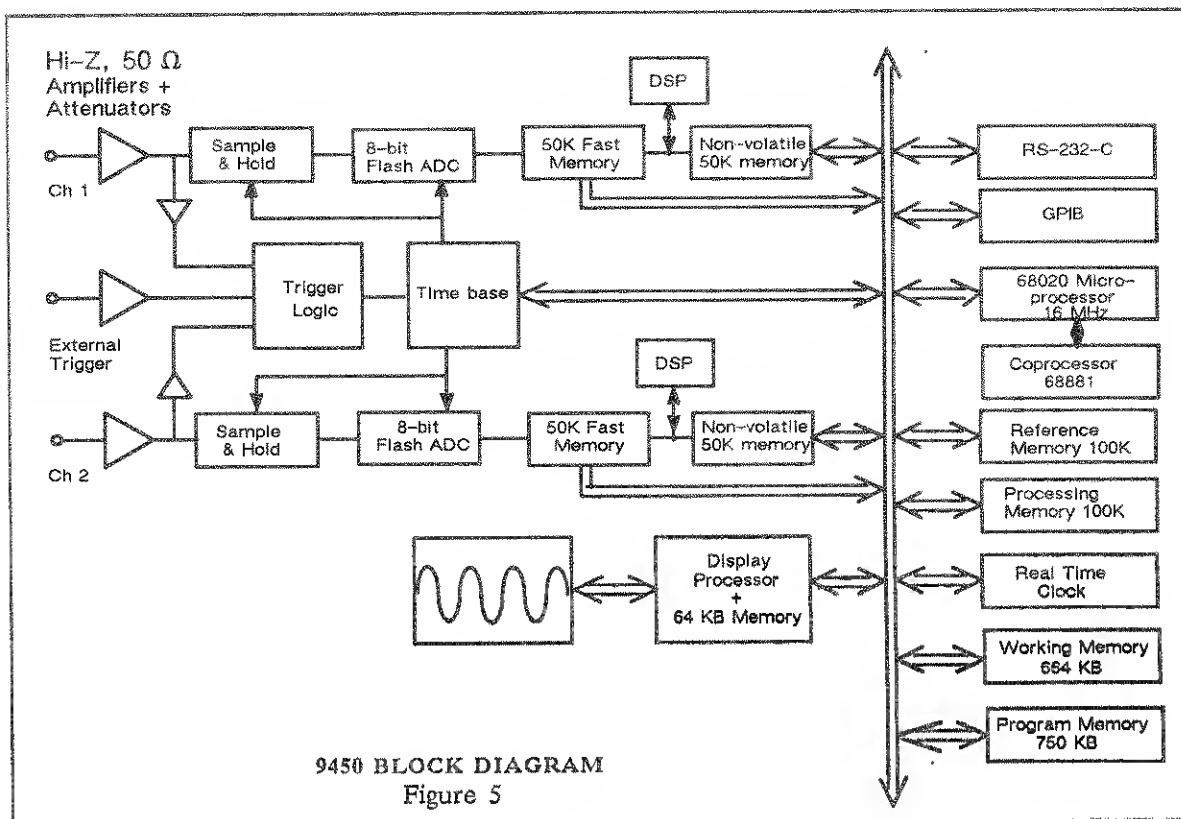 Hi-Z, 50 Ω
Amplifiers +
Attenuators
Ch 1
Sample
& Hold
8-bit
Flash ADC
50K Fast
Memory
DSP
Non-volatile
50K memory
RS-232-C
GPIB
External
Trigger
Trigger
Logic
Time base
68020 Micro-
processor
16 MHz
Coprocessor
68881
DSP
Ch 2
Sample
& Hold
8-bit
Flash ADC
50K Fast
Memory
Non-volatile
50K memory
Reference
Memory 100K
Processing
Memory 100K
Display
Processor
+
64 KB Memory
Real Time
Clock
Working Memory
664 KB
Program Memory
750 KB
9450 BLOCK DIAGRAM
Figure 5